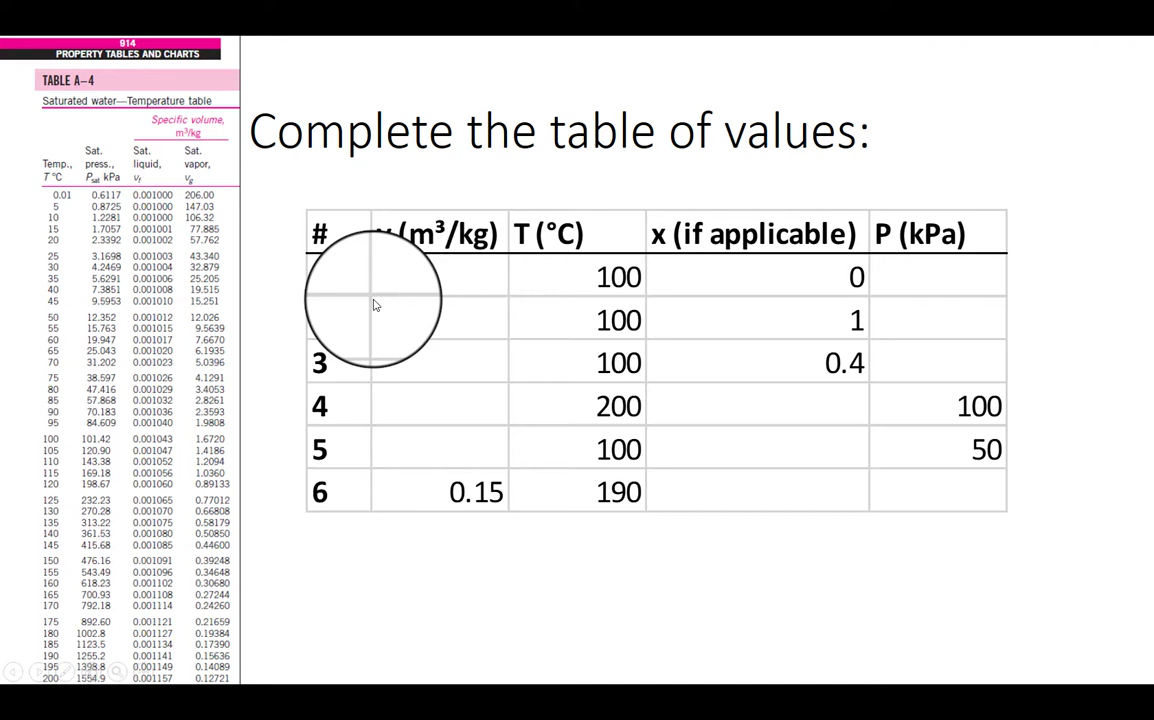 914
PROPERTY TABLES AND CHARTS
TABLE A–4
Saturated water—Temperature table
Specific volume,
m³/kg
Sat. Sat. Sat.
Temp., press., liquid, vapor,
T °C Psat kPa vf vg
0.01 0.6117 0.001000 206.00
5 0.8725 0.001000 147.03
10 1.2281 0.001000 106.32
15 1.7057 0.001001 77.885
20 2.3392 0.001002 57.762
25 3.1698 0.001003 43.340
30 4.2469 0.001004 32.879
35 5.6291 0.001006 25.205
40 7.3851 0.001008 19.515
45 9.5953 0.001010 15.251
50 12.352 0.001012 12.026
55 15.763 0.001015 9.5639
60 19.947 0.001017 7.6670
65 25.043 0.001020 6.1935
70 31.202 0.001023 5.0396
75 38.597 0.001026 4.1291
80 47.416 0.001029 3.4053
85 57.868 0.001032 2.8261
90 70.183 0.001036 2.3593
95 84.609 0.001040 1.9808
100 101.42 0.001043 1.6720
105 120.90 0.001047 1.4186
110 143.38 0.001052 1.2094
115 169.18 0.001056 1.0360
120 198.67 0.001060 0.89133
125 232.23 0.001065 0.77012
130 270.28 0.001070 0.66808
135 313.22 0.001075 0.58179
140 361.53 0.001080 0.50850
145 415.68 0.001085 0.44600
150 476.16 0.001091 0.39248
155 543.49 0.001096 0.34648
160 618.23 0.001102 0.30680
165 700.93 0.001108 0.27244
170 792.18 0.001114 0.24260
175 892.60 0.001121 0.21659
180 1002.8 0.001127 0.19384
185 1123.5 0.001134 0.17390
190 1255.2 0.001141 0.15636
195 1398.8 0.001149 0.14089
200 1554.9 0.001157 0.12721
Complete the table of values:
# (m³/kg) T (°C) x (if applicable) P (kPa)
100 0
100 1
3 100 0.4
4 200 100
5 100 50
6 0.15 190